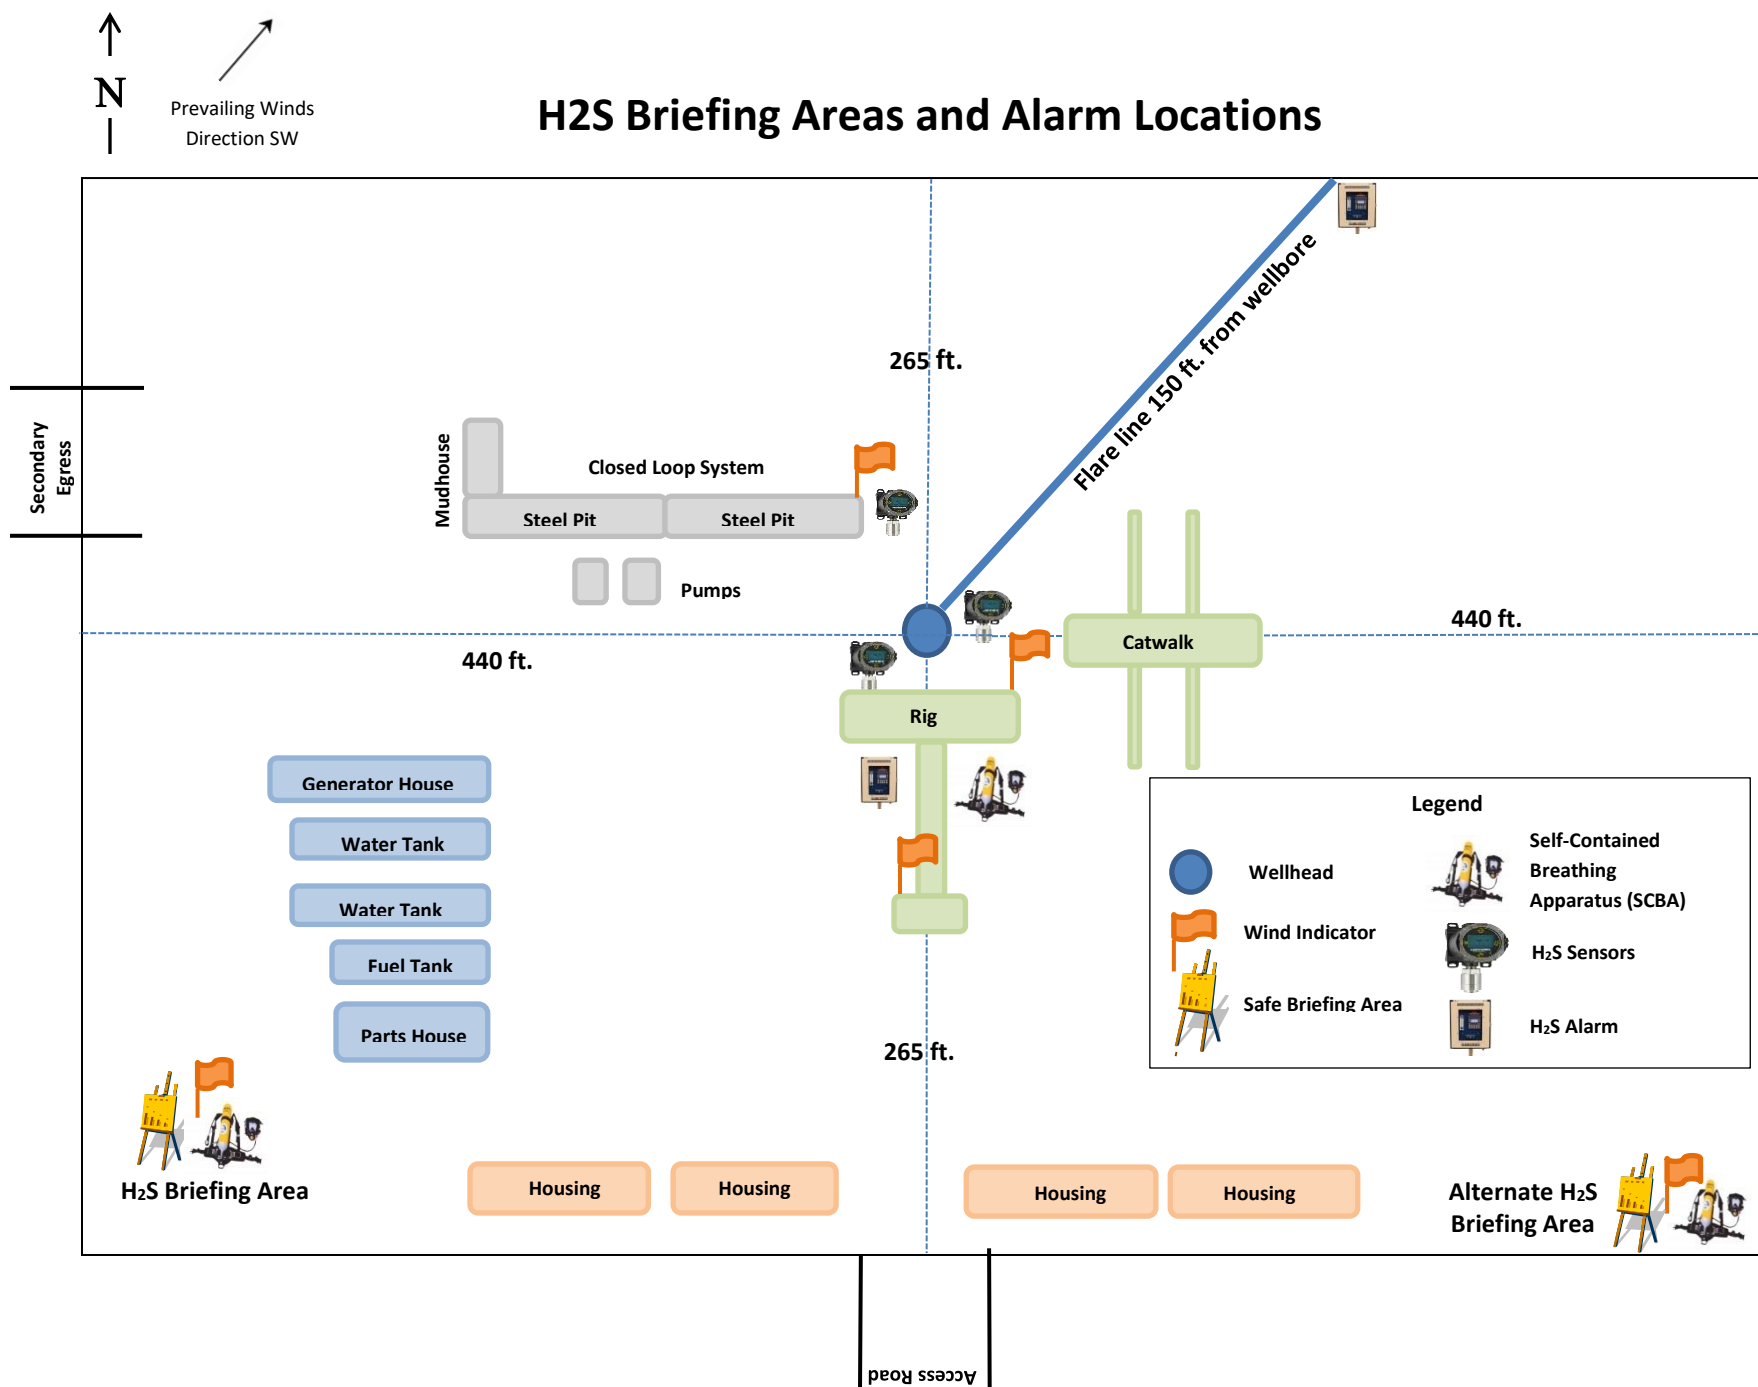 N
Prevailing Winds
Direction SW
H2S Briefing Areas and Alarm Locations
265 ft.
Flare line 150 ft. from wellbore
Secondary
Egress
Mudhouse
Closed Loop System
Steel Pit
Steel Pit
Pumps
440 ft.
440 ft.
Catwalk
Rig
Generator House
Water Tank
Water Tank
Fuel Tank
Parts House
265 ft.
Legend
Wellhead
Wind Indicator
Safe Briefing Area
Self-Contained
Breathing
Apparatus (SCBA)
H2S Sensors
H2S Alarm
H2S Briefing Area
Housing
Housing
Housing
Housing
Alternate H2S
Briefing Area
Access Road